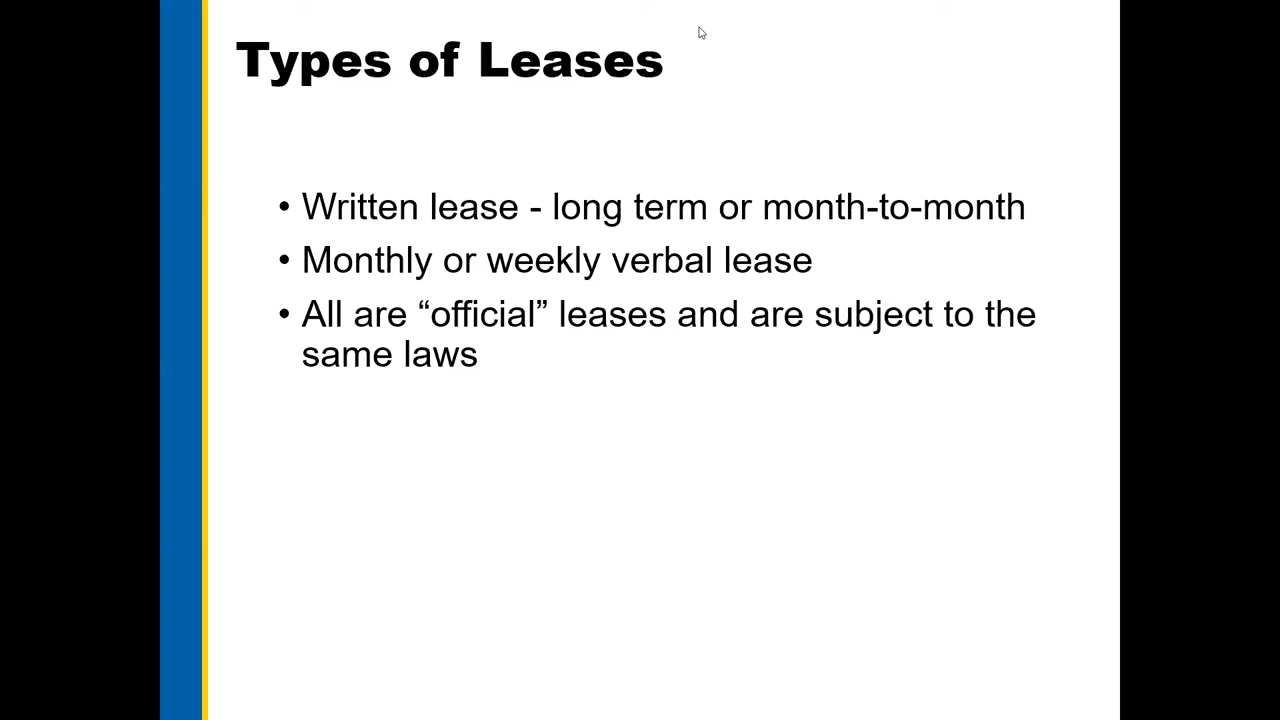 Types of Leases
• Written lease - long term or month-to-month
• Monthly or weekly verbal lease
• All are “official” leases and are subject to the
same laws